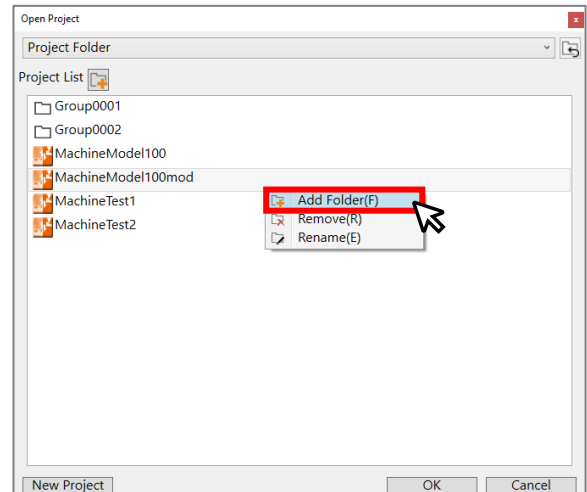 Open Project
x
Project Folder
Project List
Group0001
Group0002
MachineModel100
MachineModel100mod
MachineTest1
MachineTest2
Add Folder(F)
Remove(R)
Rename(E)
New Project
OK
Cancel